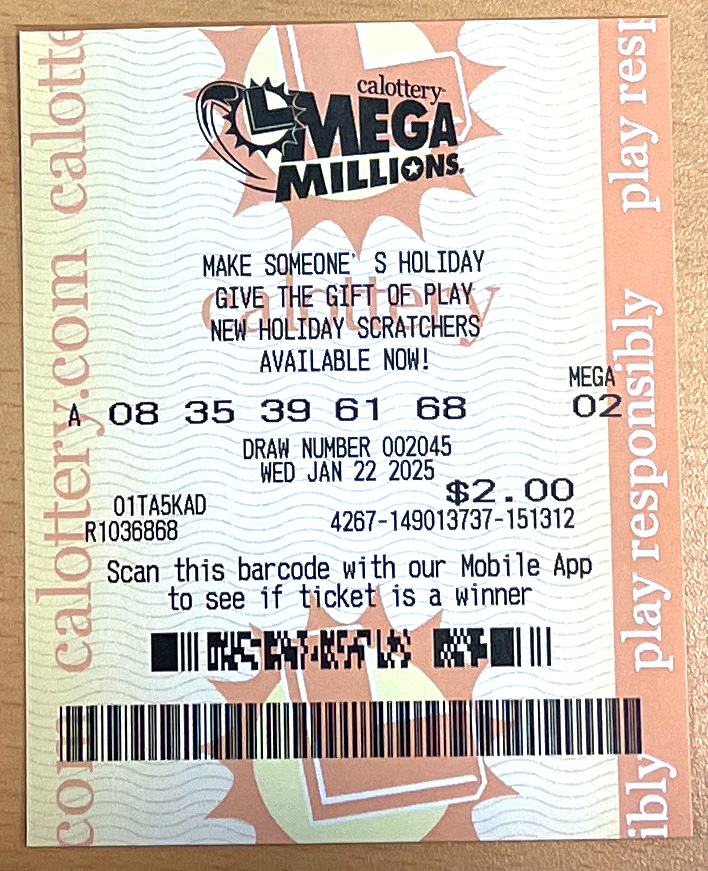 calottery
MEGA
MILLIONS.
MAKE SOMEONE' S HOLIDAY
GIVE THE GIFT OF PLAY
NEW HOLIDAY SCRATCHERS
AVAILABLE NOW!
MEGA
A 08 35 39 61 68 02
DRAW NUMBER 002045
WED JAN 22 2025
$2.00
01TA5KAD
R1036868 4267-149013737-151312
Scan this barcode with our Mobile App
to see if ticket is a winner
calottery
calottery.com calotte
com
play resp
play responsibly
ibly